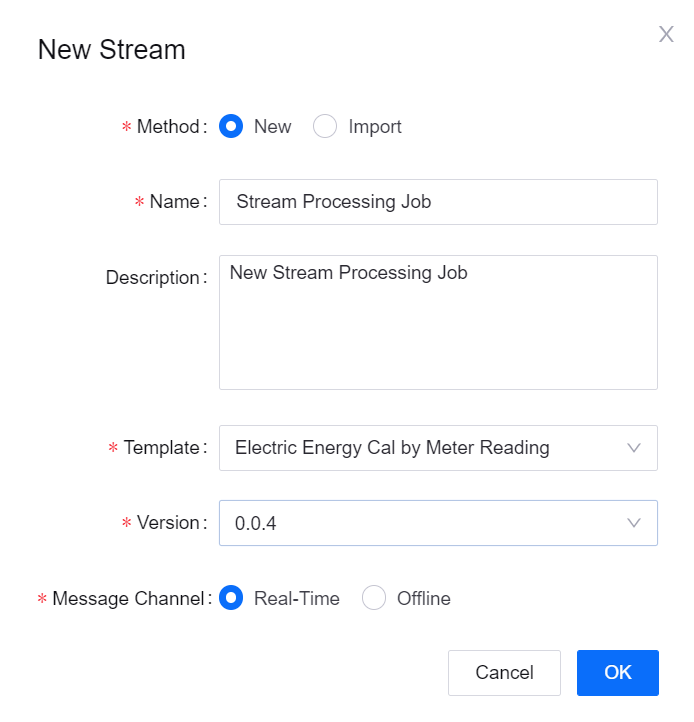 New Stream
X
* Method: New Import
* Name: Stream Processing Job
Description: New Stream Processing Job
* Template: Electric Energy Cal by Meter Reading
* Version: 0.0.4
* Message Channel: Real-Time Offline
Cancel OK